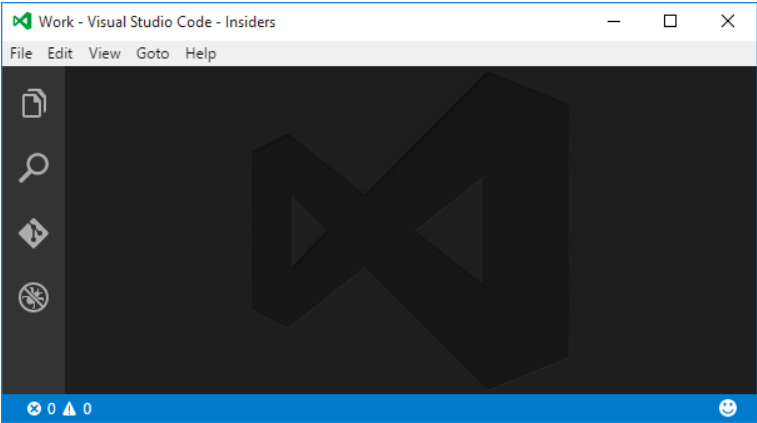 Work - Visual Studio Code - Insiders
File Edit View Goto Help
0 0